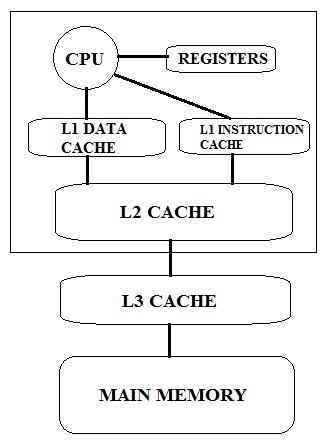 CPU
REGISTERS
L1 DATA
CACHE
L1 INSTRUCTION
CACHE
L2 CACHE
L3 CACHE
MAIN MEMORY